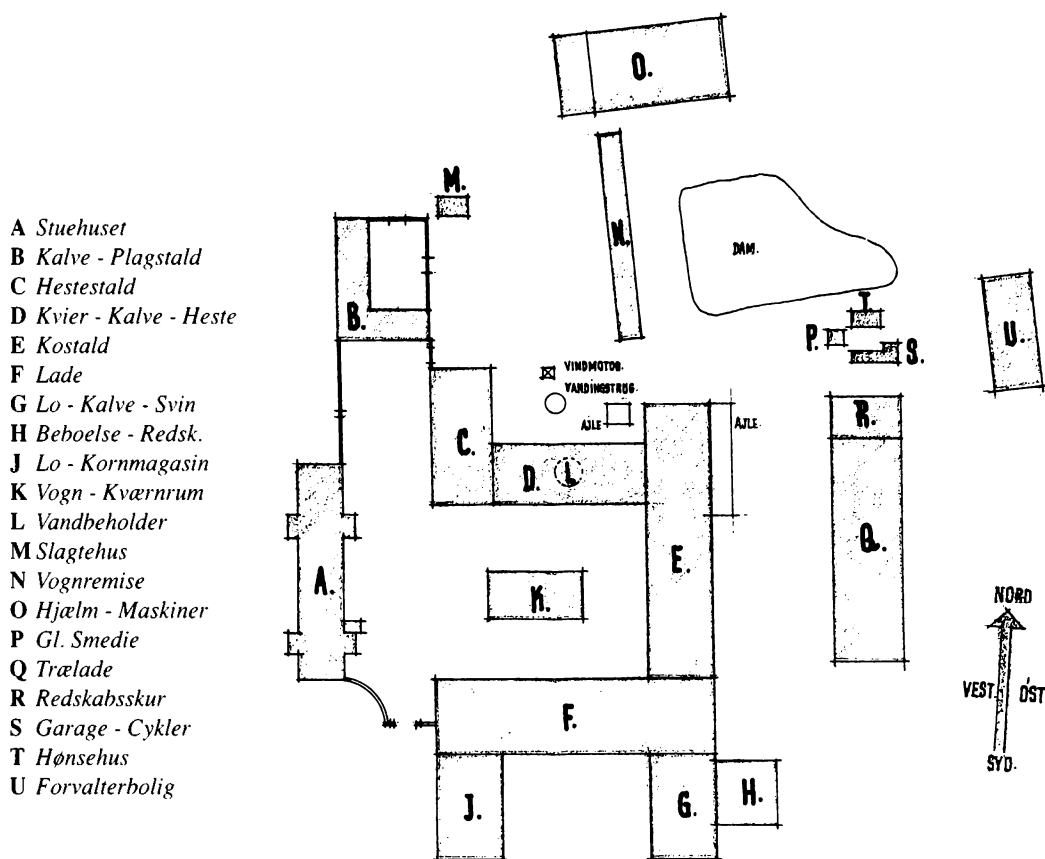 A Stuehuset
B Kalve - Plagstald
C Hestestald
D Kvier - Kalve - Heste
E Kostald
F Lade
G Lo - Kalve - Svin
H Beboelse - Redsk.
J Lo - Kornmagasin
K Vogn - Kværnrum
L Vandbeholder
M Slagtehus
N Vognremise
O Hjælm - Maskiner
P Gl. Smedie
Q Trælade
R Redskabsskur
S Garage - Cykler
T Hønsehus
U Forvalterbolig
O.
M.
N.
DAM.
B.
T.
P.
S.
U.
VINDMOTOR.
VANDINGSTRUG.
AJLE
AJLE.
R.
C.
D.
L
E.
Q.
A.
K.
NORD
VEST.
ØST
SYD.
F.
J.
G.
H.